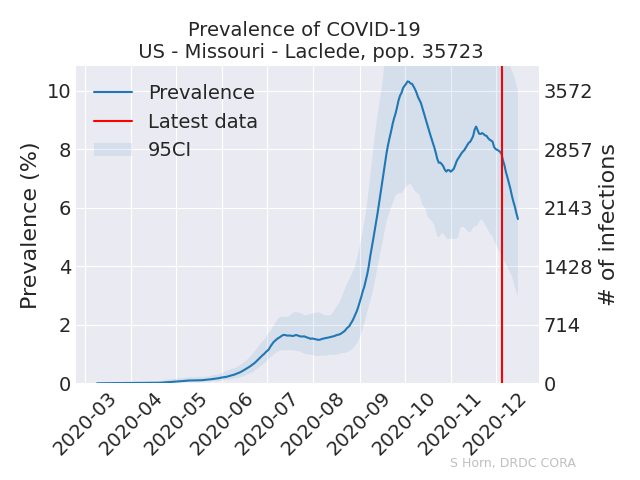 Prevalence of COVID-19
US - Missouri - Laclede, pop. 35723
Prevalence
Latest data
95CI
Prevalence (%)
10
8
6
4
2
0
3572
2857
2143
1428
714
0
# of infections
2020-03
2020-04
2020-05
2020-06
2020-07
2020-08
2020-09
2020-10
2020-11
2020-12
S Horn, DRDC CORA